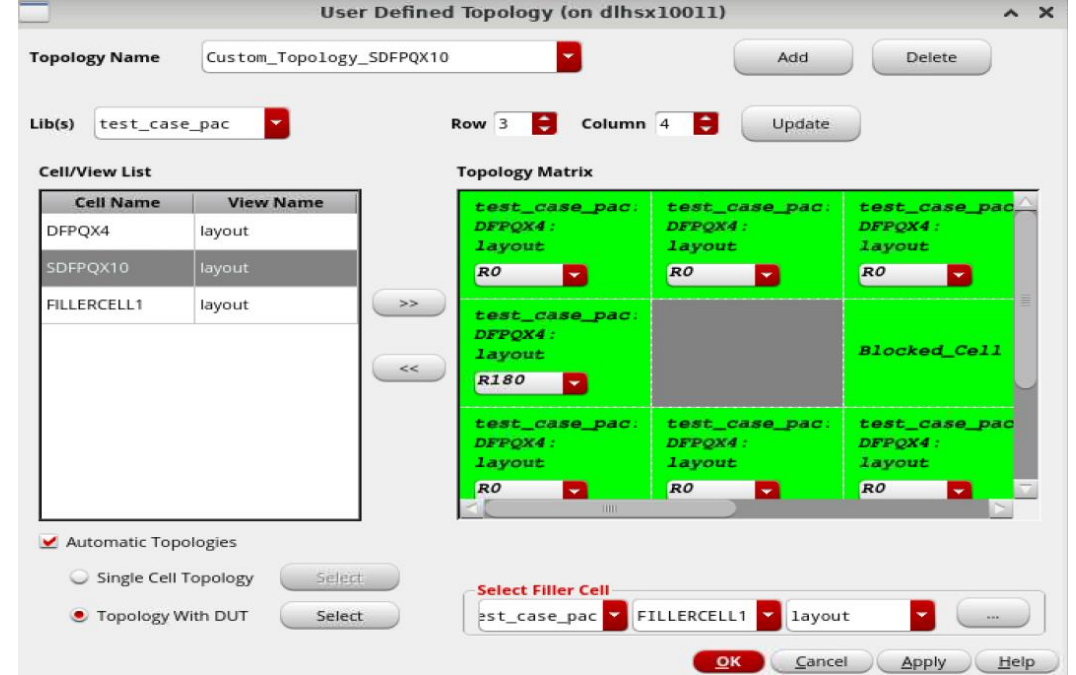 User Defined Topology (on dlhsx10011)
Topology Name Custom_Topology_SDFPQX10 Add Delete
Lib(s) test_case_pac Row 3 Column 4 Update
Cell/View List Topology Matrix
Cell Name View Name
DFPQX4 layout
SDFPQX10 layout
FILLERCELL1 layout
>>
<<
test_case_pac: test_case_pac: test_case_pac
DFPQX4: DFPQX4: DFPQX4:
layout layout layout
R0 R0 R0
test_case_pac:
DFPQX4:
layout Blocked_Cell
R180
test_case_pac: test_case_pac: test_case_pac
DFPQX4: DFPQX4: DFPQX4:
layout layout layout
R0 R0 R0
Automatic Topologies
Single Cell Topology Select
Topology With DUT Select
Select Filler Cell
est_case_pac FILLERCELL1 layout ...
OK Cancel Apply Help